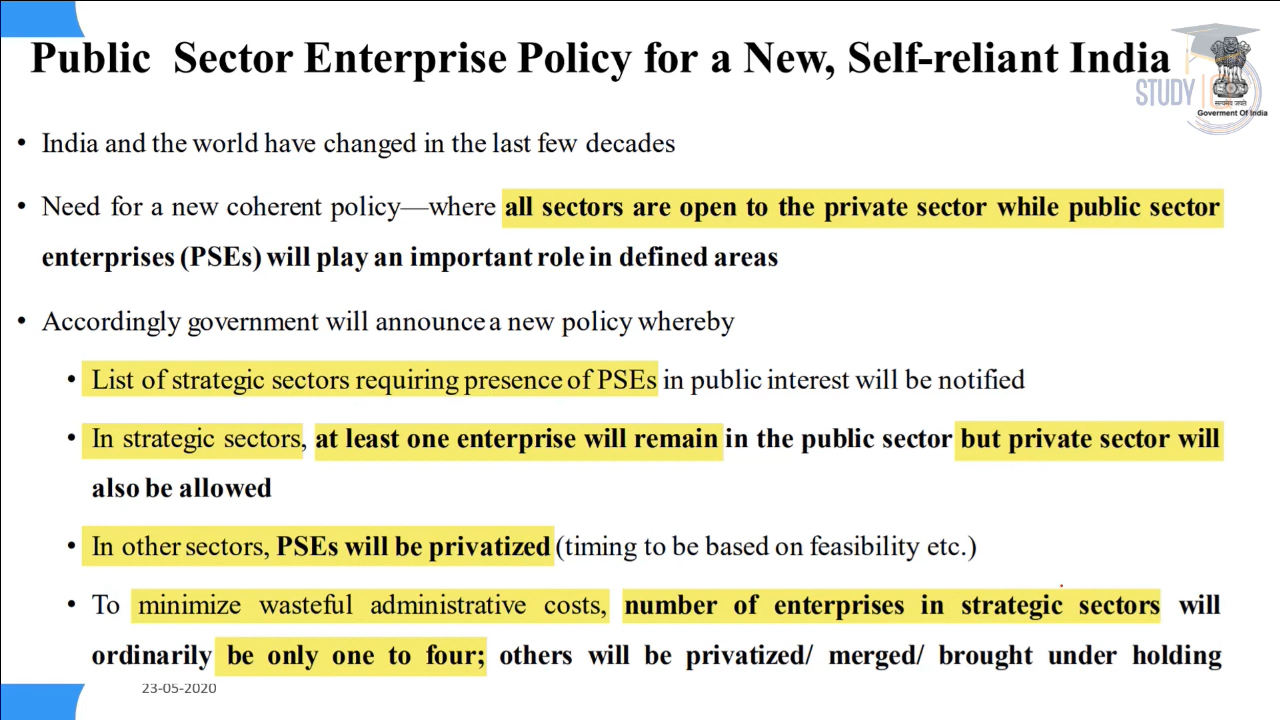 Public Sector Enterprise Policy for a New, Self-reliant India
STUDY
सत्यमेव जयते
Goverment Of India
• India and the world have changed in the last few decades
• Need for a new coherent policy—where all sectors are open to the private sector while public sector
enterprises (PSEs) will play an important role in defined areas
• Accordingly government will announce a new policy whereby
• List of strategic sectors requiring presence of PSEs in public interest will be notified
• In strategic sectors, at least one enterprise will remain in the public sector but private sector will
also be allowed
• In other sectors, PSEs will be privatized (timing to be based on feasibility etc.)
• To minimize wasteful administrative costs, number of enterprises in strategic sectors will
ordinarily be only one to four; others will be privatized/ merged/ brought under holding
23-05-2020